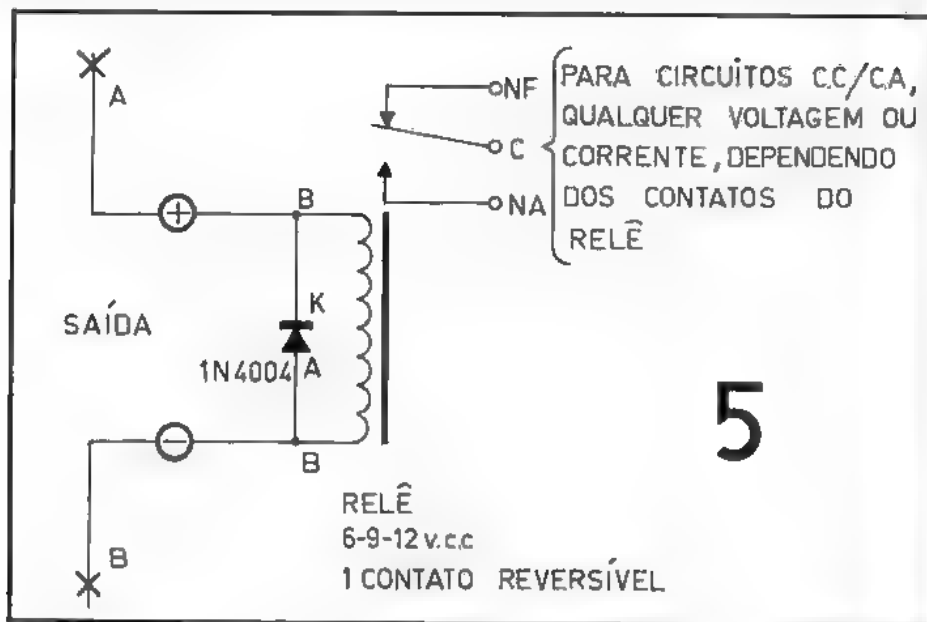 A
NF
C
NA
PARA CIRCUÍTOS C.C/C.A,
QUALQUER VOLTAGEM OU
CORRENTE, DEPENDENDO
DOS CONTATOS DO
RELÊ
+
B
SAÍDA
K
1N4004 A
5
−
B
B
RELÊ
6-9-12 v.c.c
1 CONTATO REVERSÍVEL